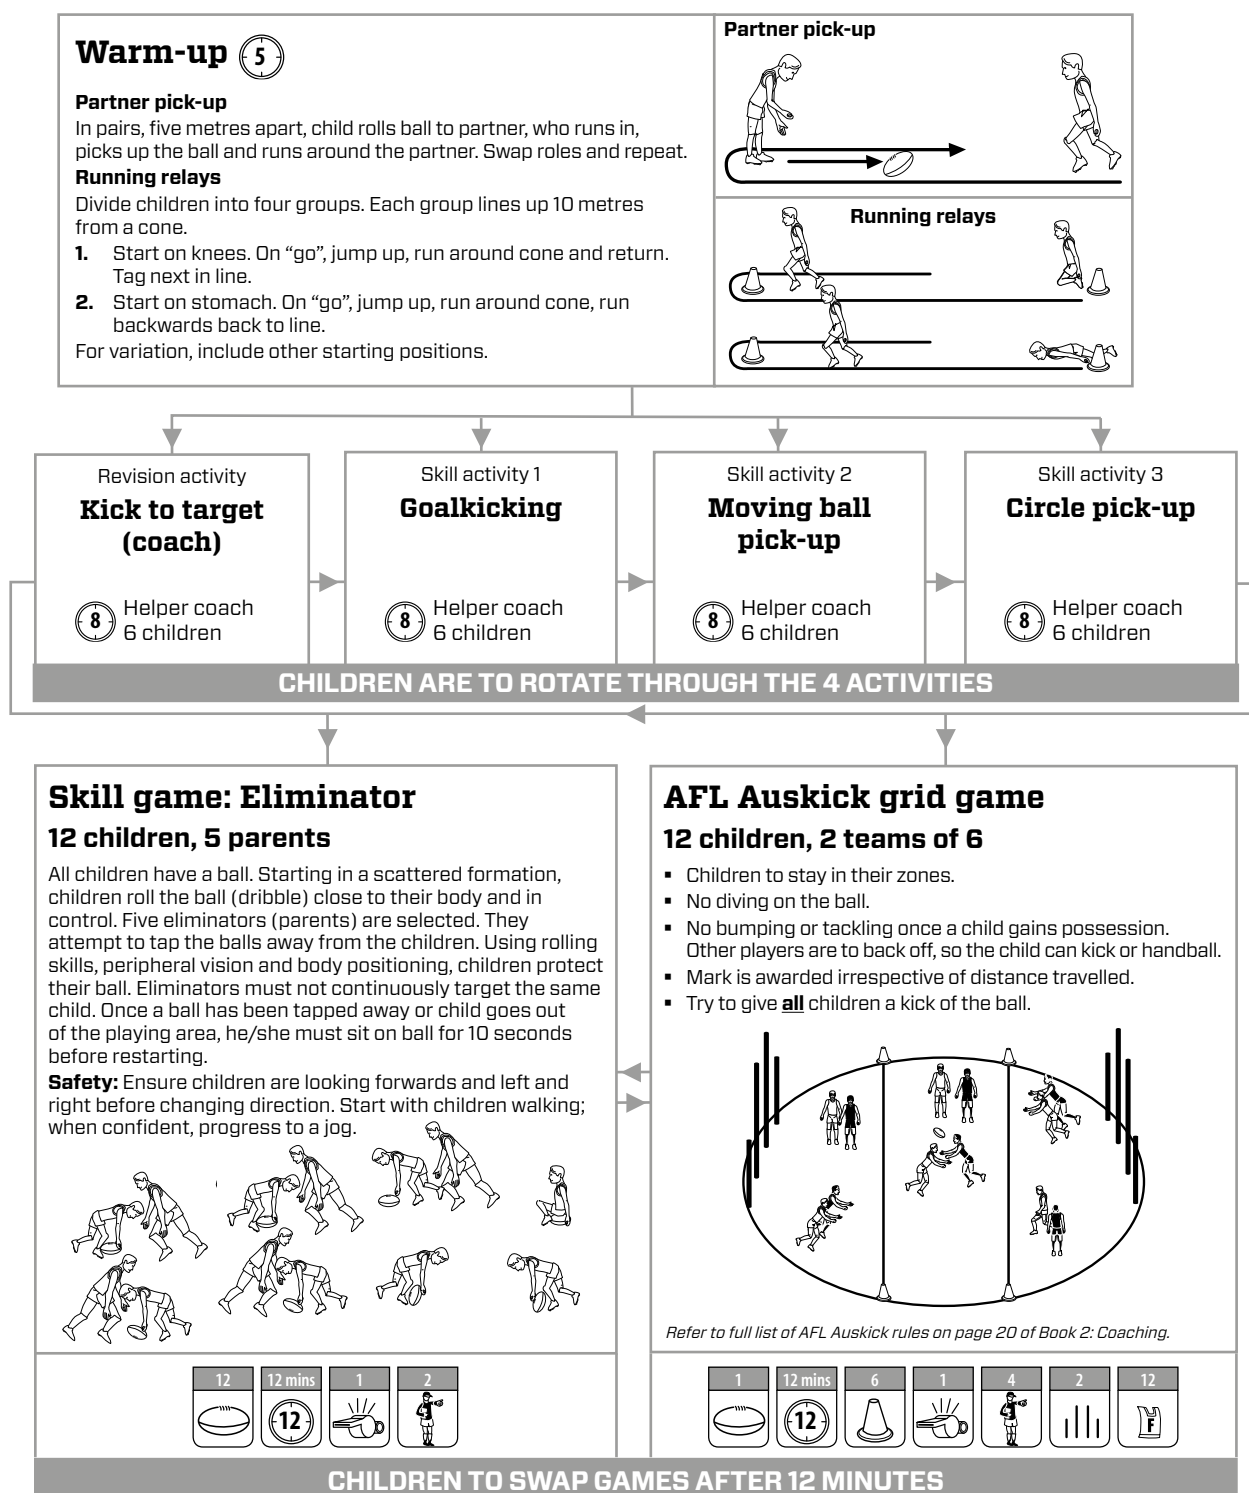 Warm-up 5
Partner pick-up
In pairs, five metres apart, child rolls ball to partner, who runs in,
picks up the ball and runs around the partner. Swap roles and repeat.
Running relays
Divide children into four groups. Each group lines up 10 metres
from a cone.
1. Start on knees. On “go”, jump up, run around cone and return.
Tag next in line.
2. Start on stomach. On “go”, jump up, run around cone, run
backwards back to line.
For variation, include other starting positions.
Partner pick-up
Running relays
Revision activity
Kick to target
(coach)
8 Helper coach
6 children
Skill activity 1
Goalkicking
8 Helper coach
6 children
Skill activity 2
Moving ball
pick-up
8 Helper coach
6 children
Skill activity 3
Circle pick-up
8 Helper coach
6 children
CHILDREN ARE TO ROTATE THROUGH THE 4 ACTIVITIES
Skill game: Eliminator
12 children, 5 parents
All children have a ball. Starting in a scattered formation,
children roll the ball (dribble) close to their body and in
control. Five eliminators (parents) are selected. They
attempt to tap the balls away from the children. Using rolling
skills, peripheral vision and body positioning, children protect
their ball. Eliminators must not continuously target the same
child. Once a ball has been tapped away or child goes out
of the playing area, he/she must sit on ball for 10 seconds
before restarting.
Safety: Ensure children are looking forwards and left and
right before changing direction. Start with children walking;
when confident, progress to a jog.
12 12 mins 1 2
12
AFL Auskick grid game
12 children, 2 teams of 6
▪ Children to stay in their zones.
▪ No diving on the ball.
▪ No bumping or tackling once a child gains possession.
Other players are to back off, so the child can kick or handball.
▪ Mark is awarded irrespective of distance travelled.
▪ Try to give all children a kick of the ball.
Refer to full list of AFL Auskick rules on page 20 of Book 2: Coaching.
1 12 mins 6 1 4 2 12
12 F
CHILDREN TO SWAP GAMES AFTER 12 MINUTES